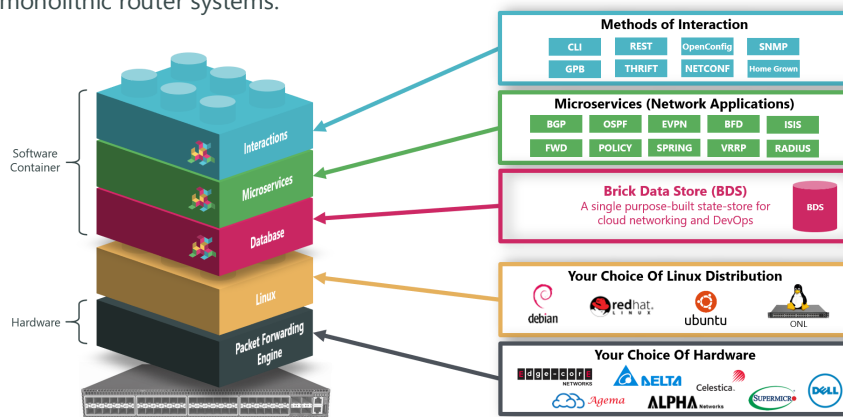 monolithic router systems.
Software
Container
Hardware
Interactions
Microservices
Database
Linux
Packet Forwarding
Engine
Methods of Interaction
CLI REST OpenConfig SNMP
GPB THRIFT NETCONF Home Grown
Microservices (Network Applications)
BGP OSPF EVPN BFD ISIS
FWD POLICY SPRING VRRP RADIUS
Brick Data Store (BDS)
A single purpose-built state-store for
cloud networking and DevOps
BDS
Your Choice Of Linux Distribution
debian
redhat.
LINUX
ubuntu
ONL
Your Choice Of Hardware
Edge-corE
NETWORKS
DELTA
Celestica.
Agema
ALPHA Networks
SUPERMICRO
DELL